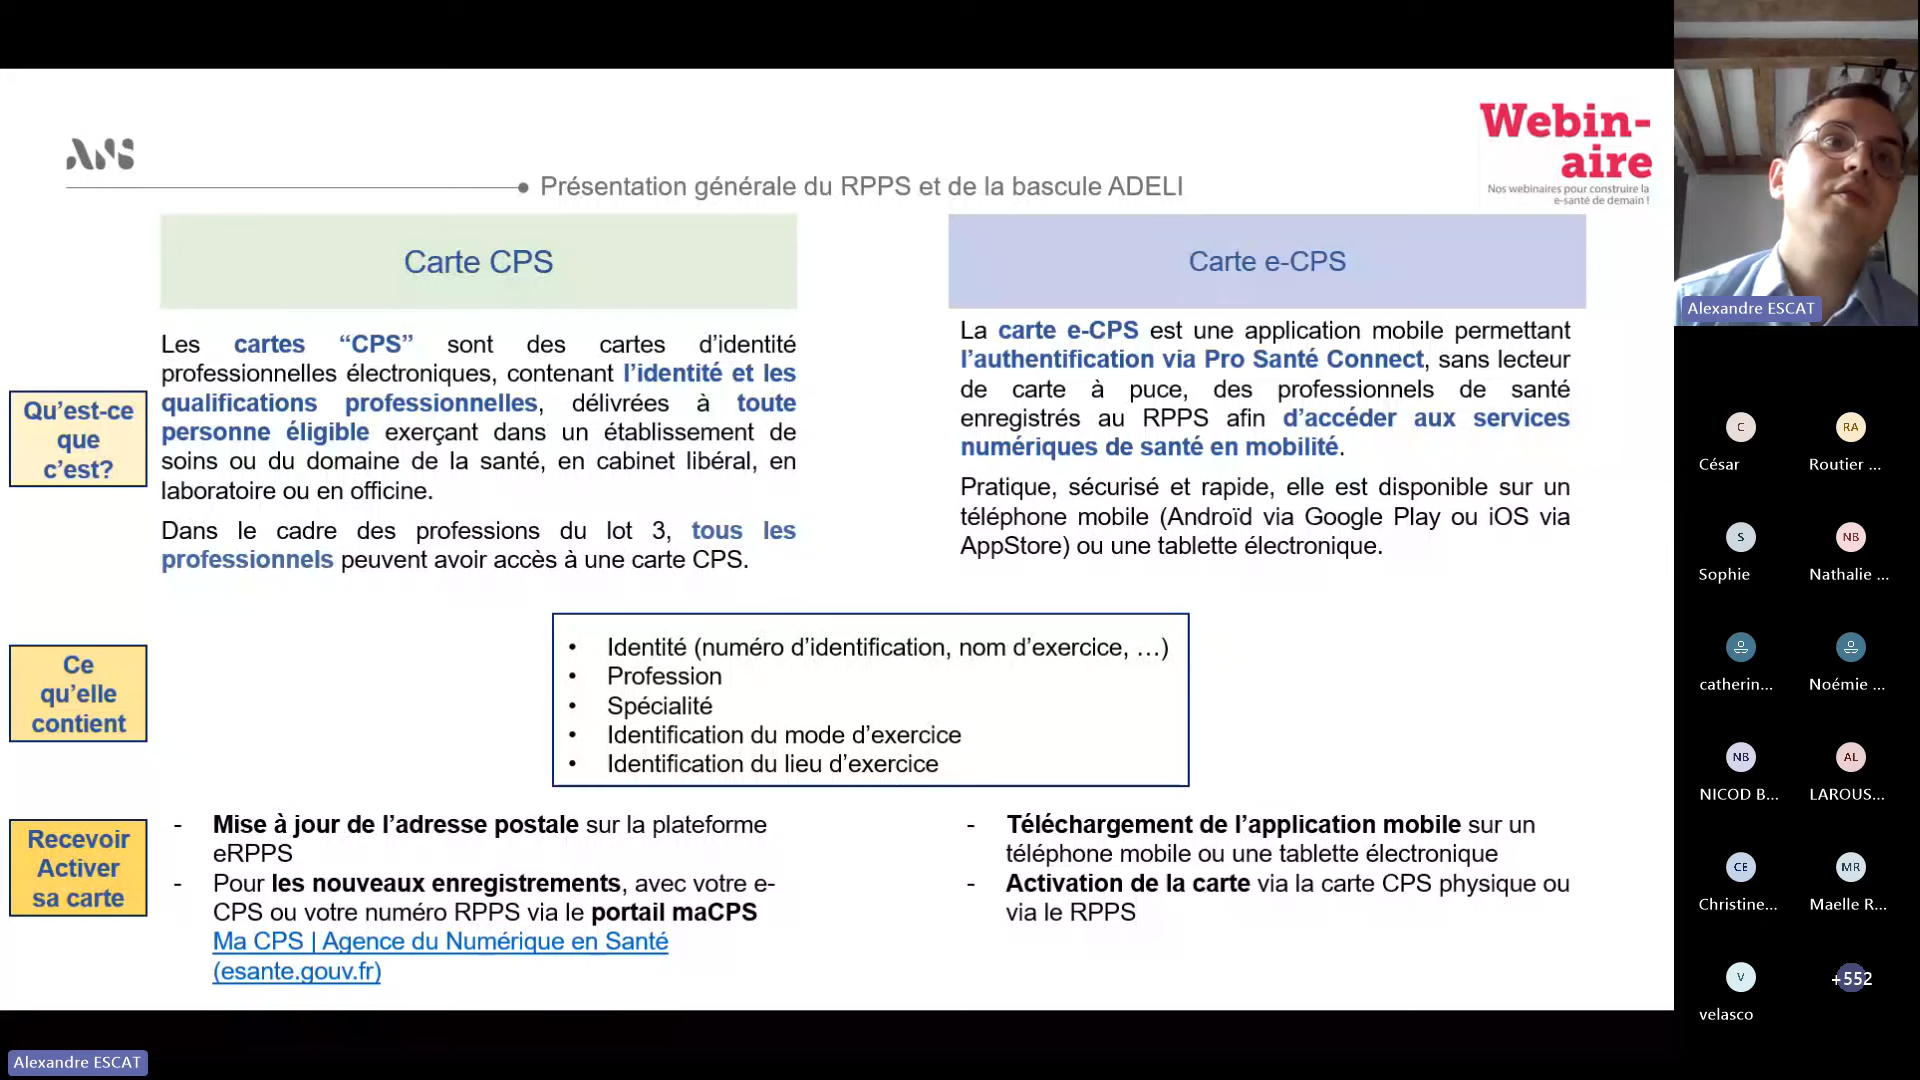 ANS
Webin-
aire
Nos webinaires pour construire la
e-santé de demain !
Présentation générale du RPPS et de la bascule ADELI
Carte CPS
Carte e-CPS
Qu’est-ce
que
c’est?
Les cartes “CPS” sont des cartes d’identité
professionnelles électroniques, contenant l’identité et les
qualifications professionnelles, délivrées à toute
personne éligible exerçant dans un établissement de
soins ou du domaine de la santé, en cabinet libéral, en
laboratoire ou en officine.
Dans le cadre des professions du lot 3, tous les
professionnels peuvent avoir accès à une carte CPS.
La carte e-CPS est une application mobile permettant
l’authentification via Pro Santé Connect, sans lecteur
de carte à puce, des professionnels de santé
enregistrés au RPPS afin d’accéder aux services
numériques de santé en mobilité.
Pratique, sécurisé et rapide, elle est disponible sur un
téléphone mobile (Androïd via Google Play ou iOS via
AppStore) ou une tablette électronique.
Ce
qu’elle
contient
• Identité (numéro d’identification, nom d’exercice, …)
• Profession
• Spécialité
• Identification du mode d’exercice
• Identification du lieu d’exercice
Recevoir
Activer
sa carte
- Mise à jour de l’adresse postale sur la plateforme
eRPPS
- Pour les nouveaux enregistrements, avec votre e-
CPS ou votre numéro RPPS via le portail maCPS
Ma CPS | Agence du Numérique en Santé
(esante.gouv.fr)
- Téléchargement de l’application mobile sur un
téléphone mobile ou une tablette électronique
- Activation de la carte via la carte CPS physique ou
via le RPPS
Alexandre ESCAT
Alexandre ESCAT
C
RA
César
Routier ...
S
NB
Sophie
Nathalie ...
catherin...
Noémie ...
NB
AL
NICOD B...
LAROUS...
CE
MR
Christine...
Maelle R...
V
+552
velasco